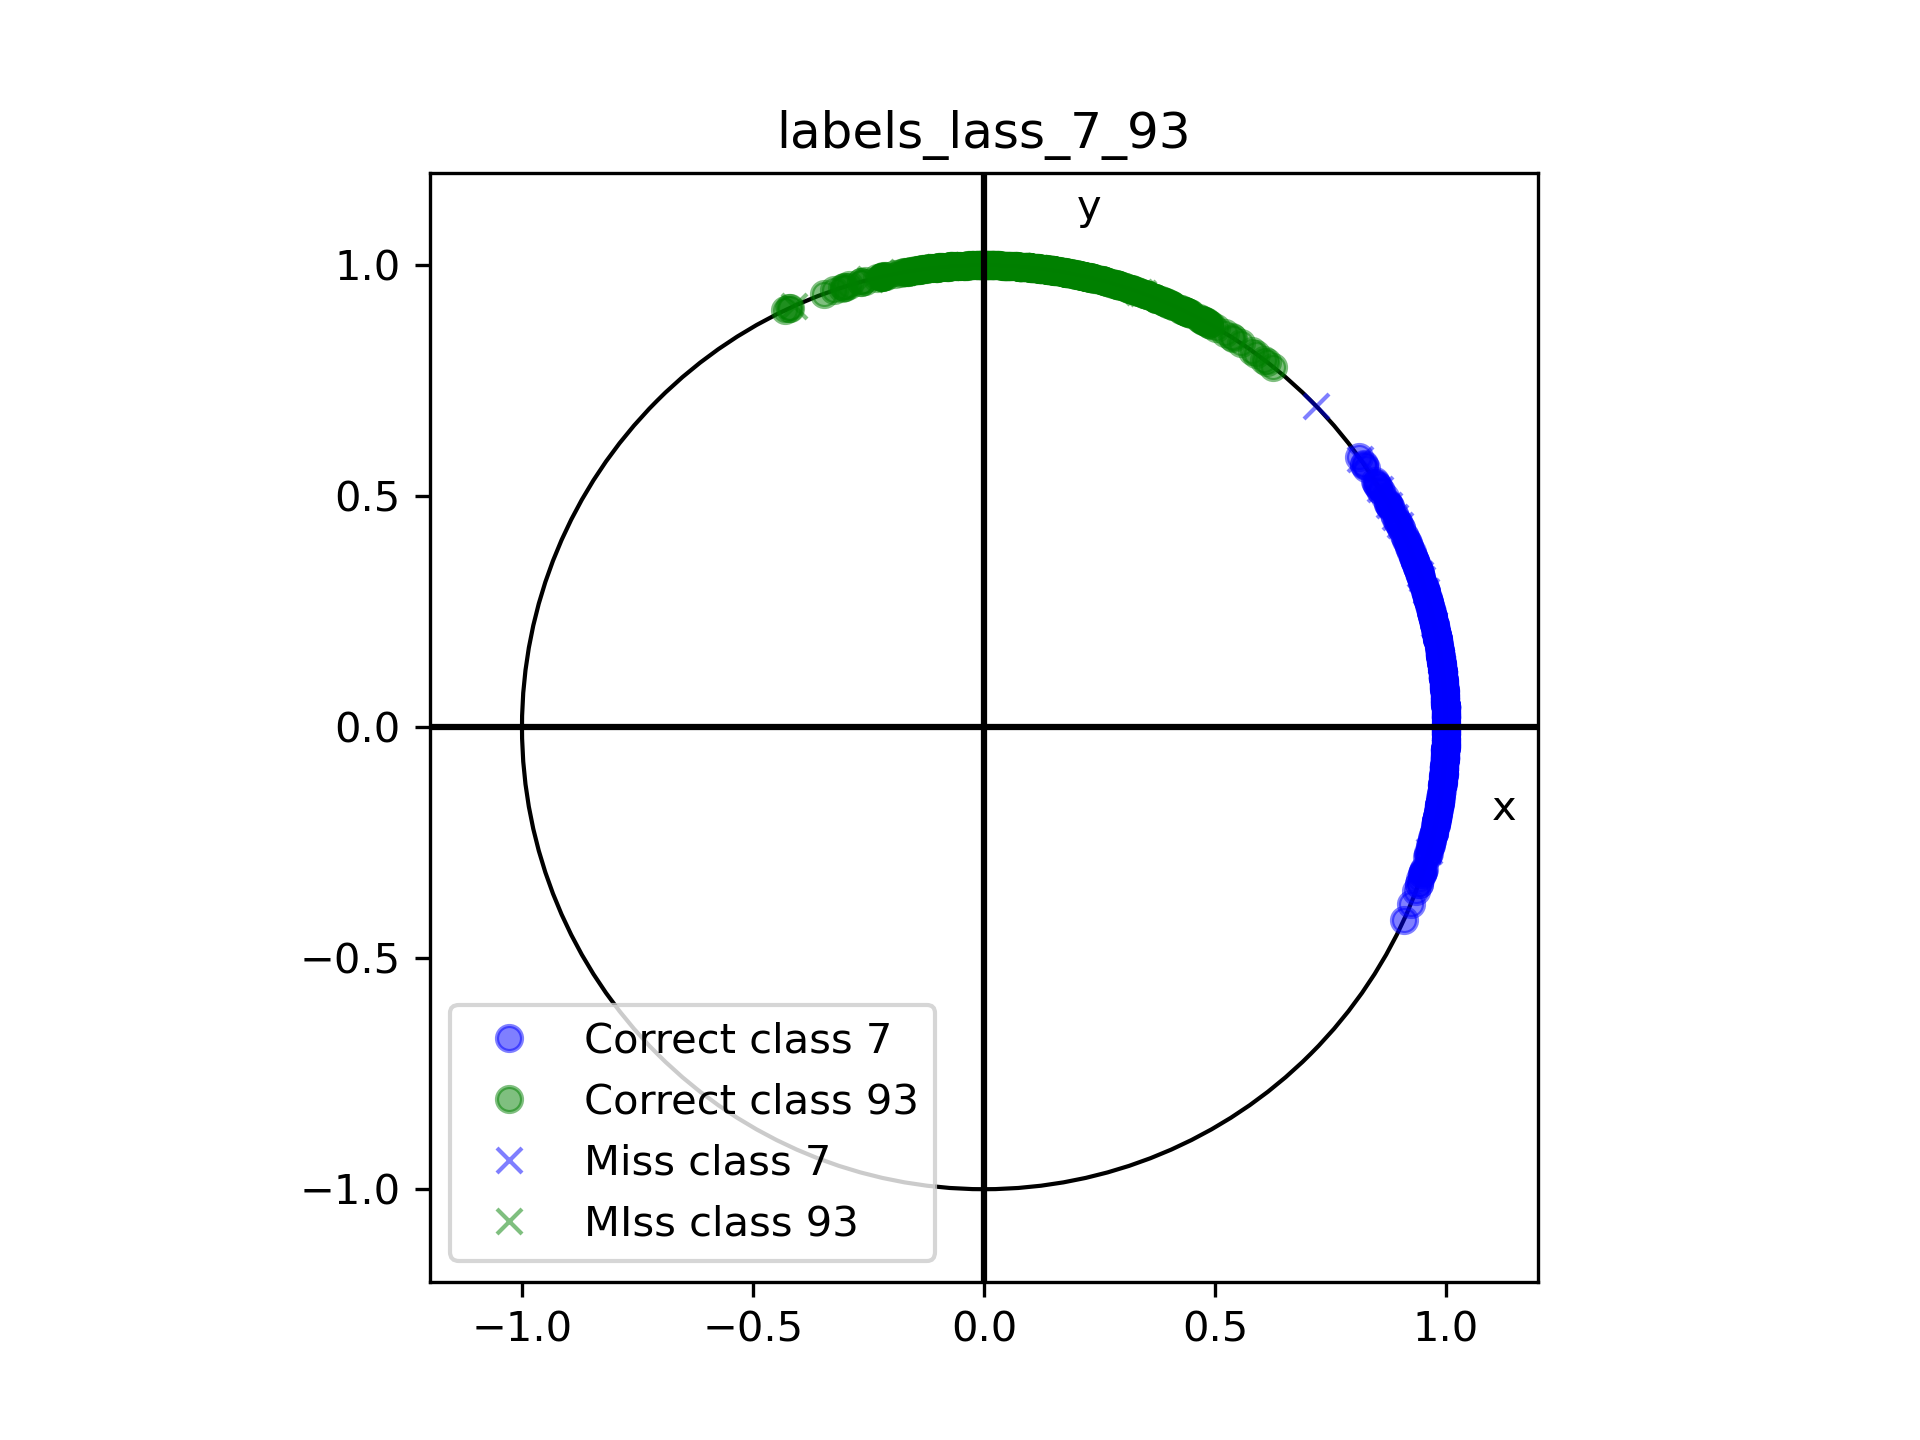 labels_lass_7_93
y
1.0
0.5
0.0
−0.5
−1.0
x
Correct class 7
Correct class 93
Miss class 7
MIss class 93
−1.0 −0.5 0.0 0.5 1.0